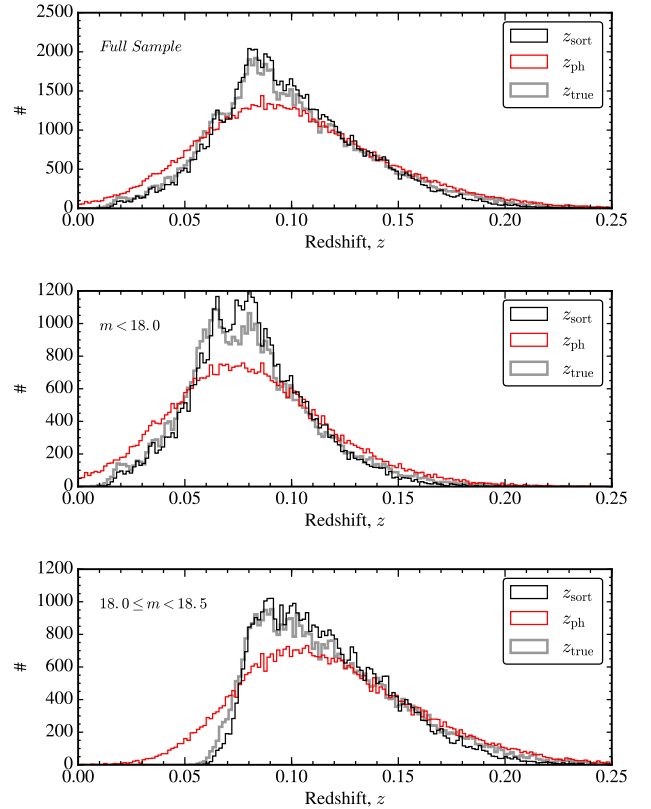 2500
2000
1500
1000
500
0
#
Full Sample
z_sort
z_ph
z_true
0.00 0.05 0.10 0.15 0.20 0.25
Redshift, z
1200
1000
800
600
400
200
0
#
m < 18.0
z_sort
z_ph
z_true
0.00 0.05 0.10 0.15 0.20 0.25
Redshift, z
1200
1000
800
600
400
200
0
#
18.0 ≤ m < 18.5
z_sort
z_ph
z_true
0.00 0.05 0.10 0.15 0.20 0.25
Redshift, z